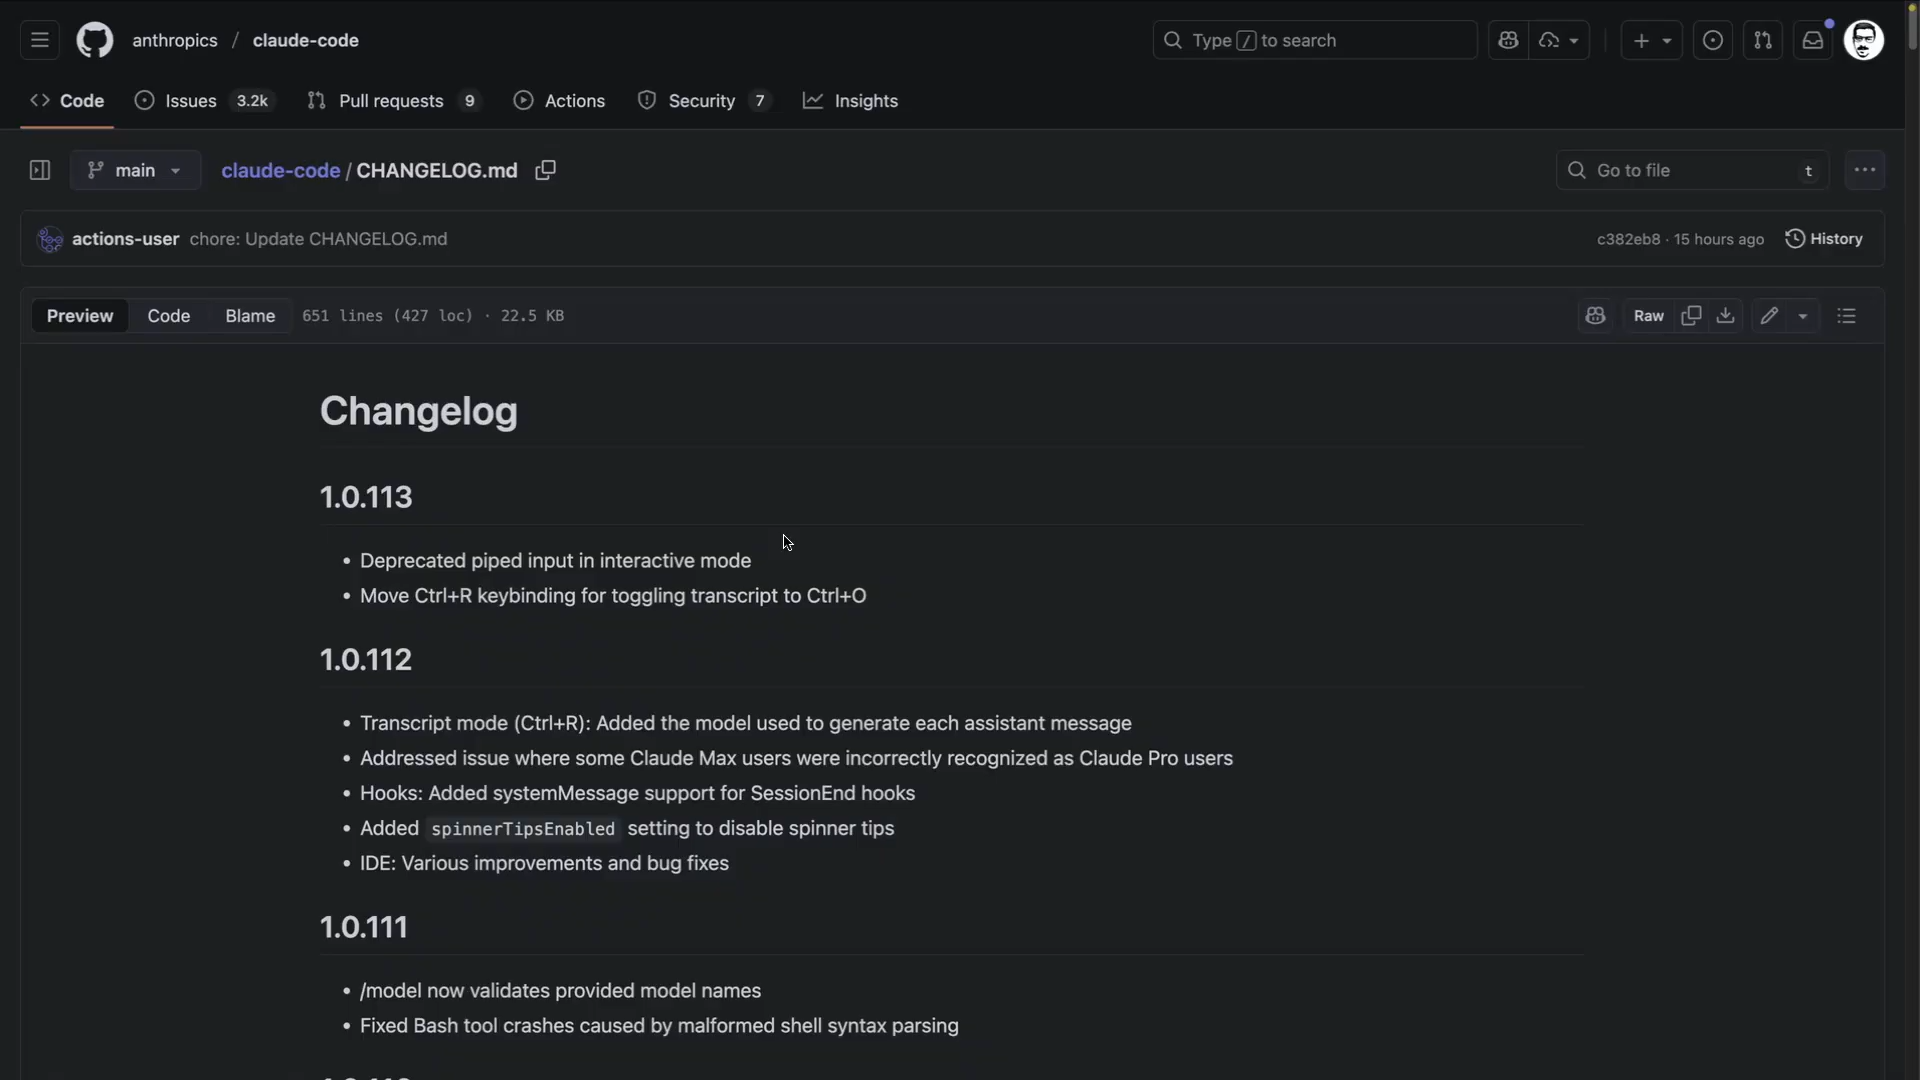 anthropics / claude-code
Type / to search
Code
Issues 3.2k
Pull requests 9
Actions
Security 7
Insights
main
claude-code / CHANGELOG.md
Go to file t
actions-user chore: Update CHANGELOG.md
c382eb8 · 15 hours ago
History
Preview
Code
Blame
651 lines (427 loc) · 22.5 KB
Raw
Changelog
1.0.113
• Deprecated piped input in interactive mode
• Move Ctrl+R keybinding for toggling transcript to Ctrl+O
1.0.112
• Transcript mode (Ctrl+R): Added the model used to generate each assistant message
• Addressed issue where some Claude Max users were incorrectly recognized as Claude Pro users
• Hooks: Added systemMessage support for SessionEnd hooks
• Added spinnerTipsEnabled setting to disable spinner tips
• IDE: Various improvements and bug fixes
1.0.111
• /model now validates provided model names
• Fixed Bash tool crashes caused by malformed shell syntax parsing